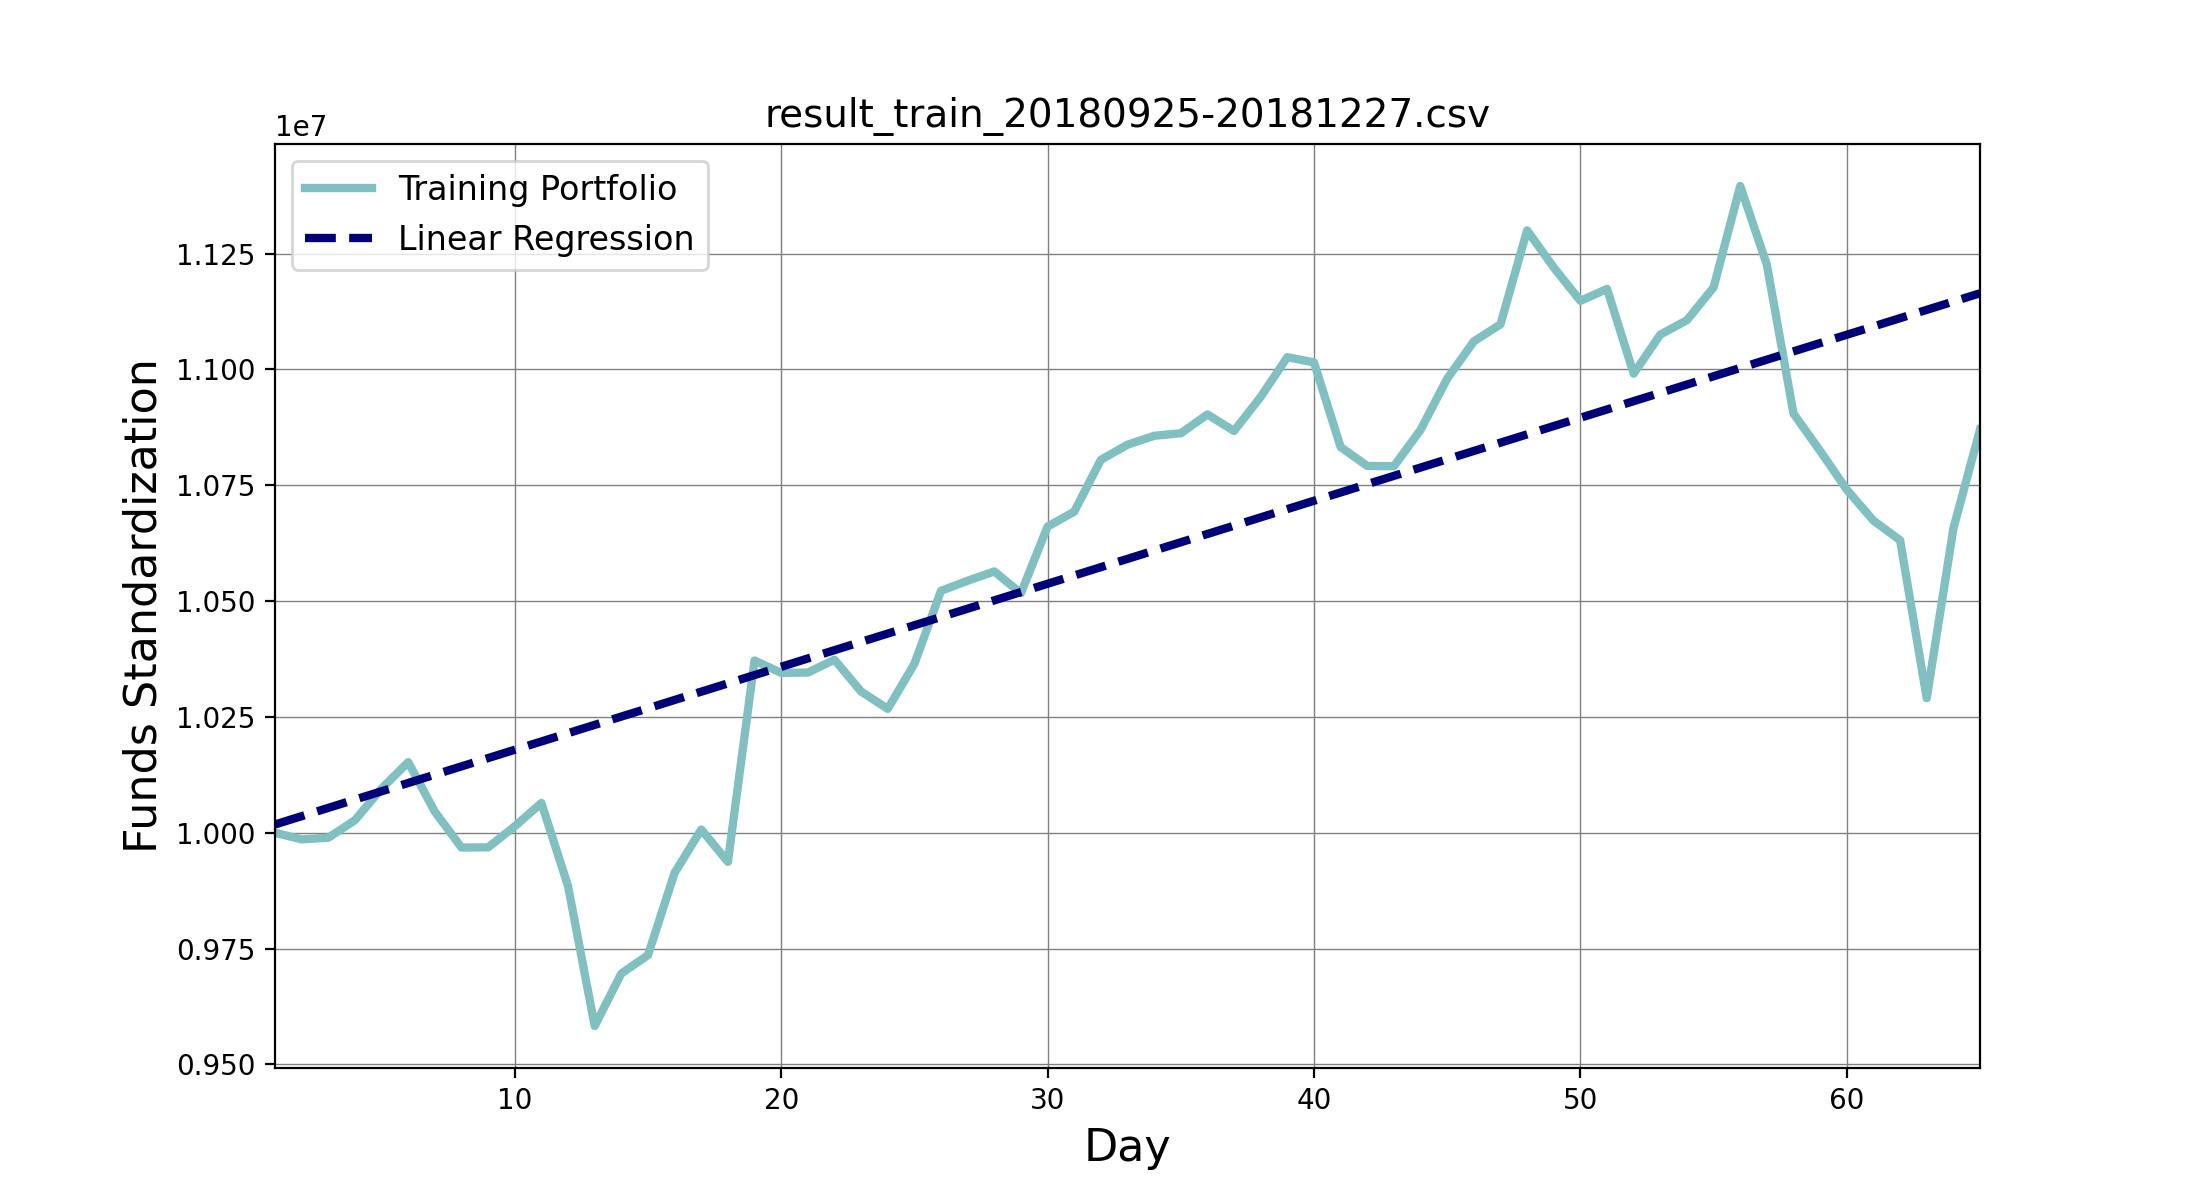 result_train_20180925-20181227.csv
1e7
Training Portfolio
Linear Regression
Funds Standardization
1.125
1.100
1.075
1.050
1.025
1.000
0.975
0.950
10 20 30 40 50 60
Day